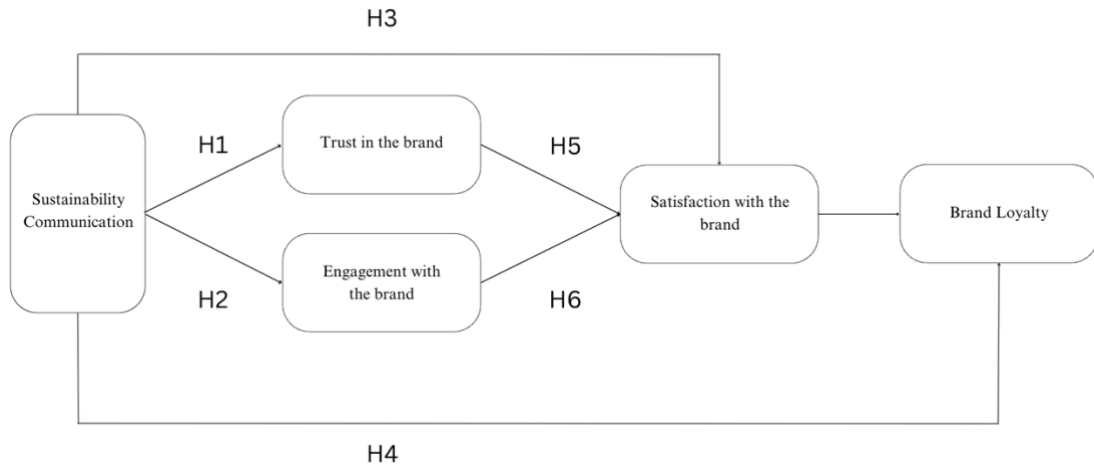 H3
H1
Trust in the brand
H5
Sustainability
Communication
Satisfaction with the
brand
Brand Loyalty
Engagement with
the brand
H2
H6
H4